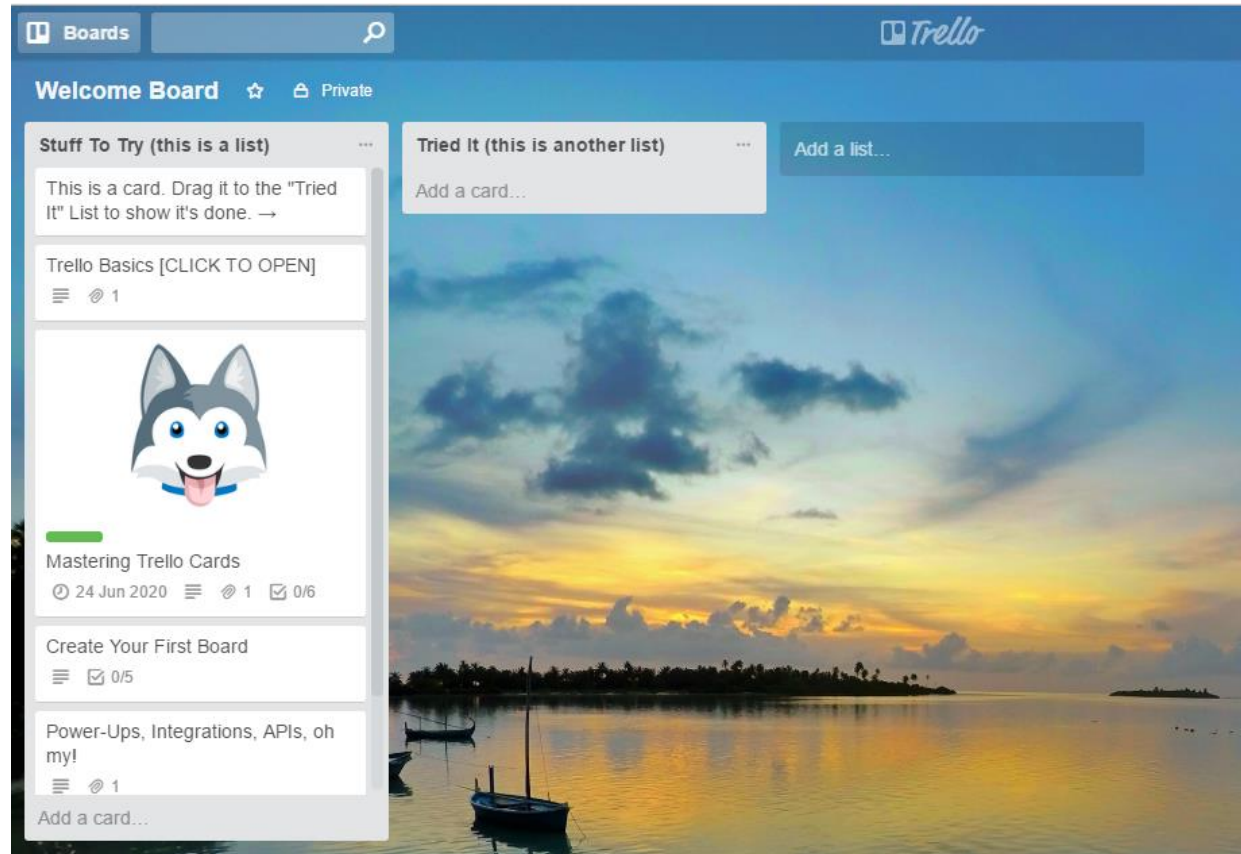 Boards
Trello
Welcome Board
Private
Stuff To Try (this is a list)
This is a card. Drag it to the "Tried
It" List to show it's done. →
Trello Basics [CLICK TO OPEN]
1
Mastering Trello Cards
24 Jun 2020 1 0/6
Create Your First Board
0/5
Power-Ups, Integrations, APIs, oh
my!
1
Add a card...
Tried It (this is another list)
Add a card...
Add a list...